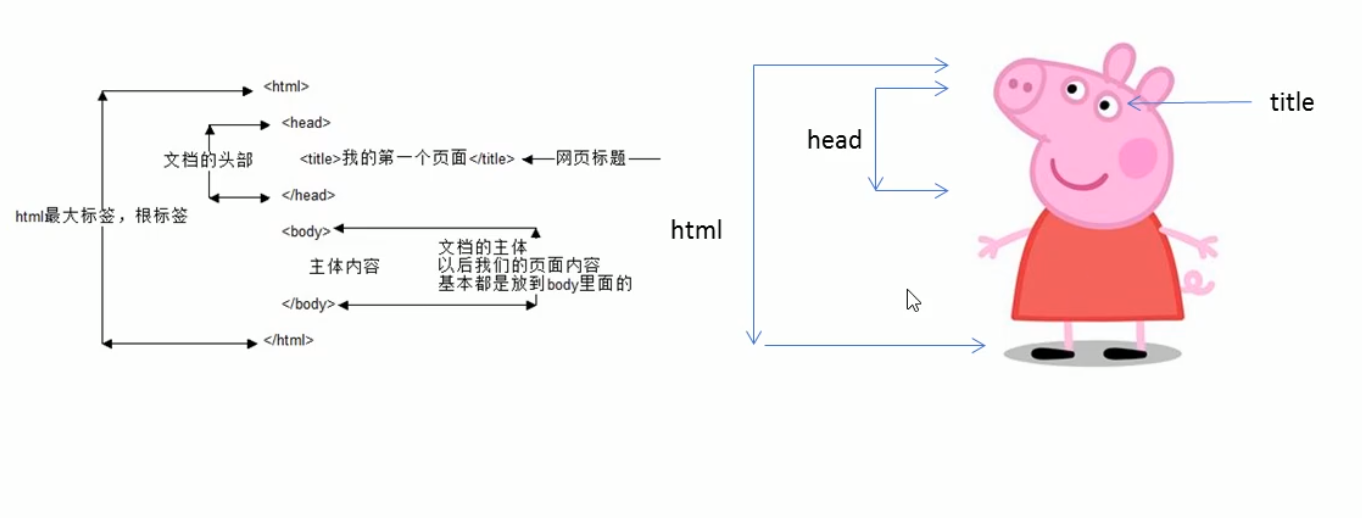 <html>
<head>
文档的头部
<title>我的第一个页面</title>
网页标题
</head>
html最大标签，根标签
<body>
文档的主体
主体内容
以后我们的页面内容
基本都是放到body里面的
</body>
</html>
html
head
title